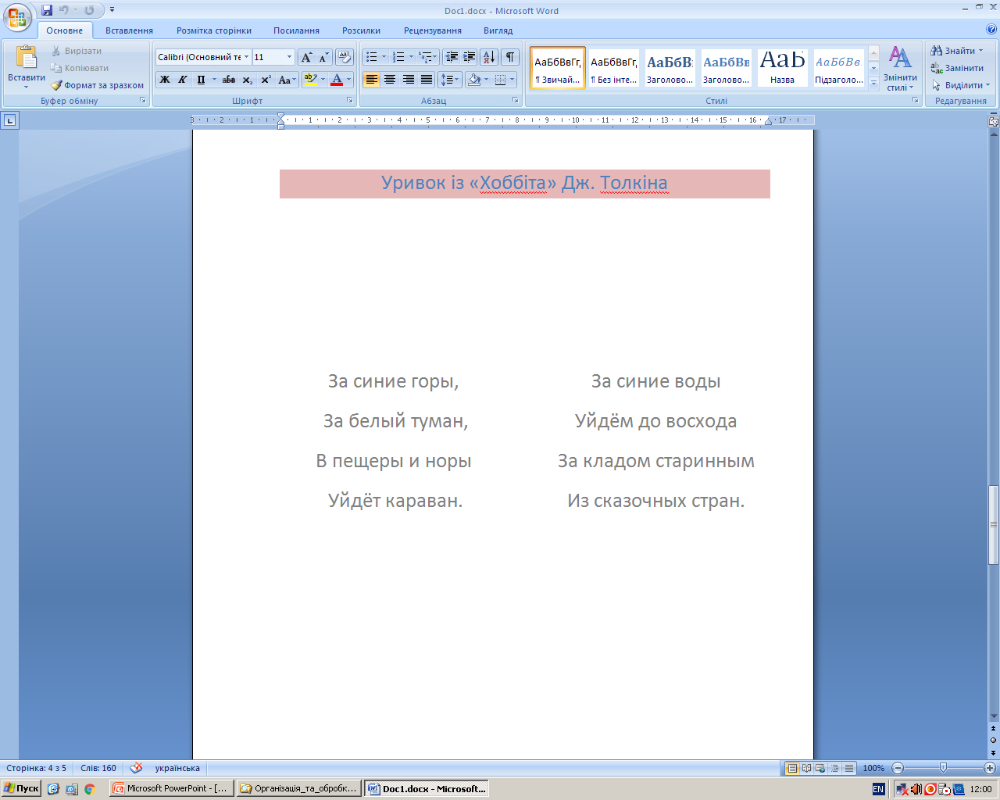 Doc1.docx - Microsoft Word
Основне Вставлення Розмітка сторінки Посилання Розсилки Рецензування Вигляд
Вставити
Вирізати
Копіювати
Формат за зразком
Буфер обміну
Calibri (Основний те 11
Ж К П abc x₂ x² Aa
Шрифт
Абзац
АаБбВвГг, АаБбВвГг, АаБбВ АаБбВв АаБ АаБбВв.
¶ Звичай... ¶ Без інте... Заголово... Заголово... Назва Підзаголо...
Змінити стилі
Стилі
Знайти
Замінити
Виділити
Редагування
3 2 1 1 2 3 4 5 6 7 8 9 10 11 12 13 14 15 16 17
Уривок із «Хоббіта» Дж. Толкіна
За синие горы,
За белый туман,
В пещеры и норы
Уйдёт караван.
За синие воды
Уйдём до восхода
За кладом старинным
Из сказочных стран.
Сторінка: 4 з 5 Слів: 160 українська 100%
Пуск Microsoft PowerPoint - [... Організація_та_обробк... Doc1.docx - Microsoft... EN 12:00